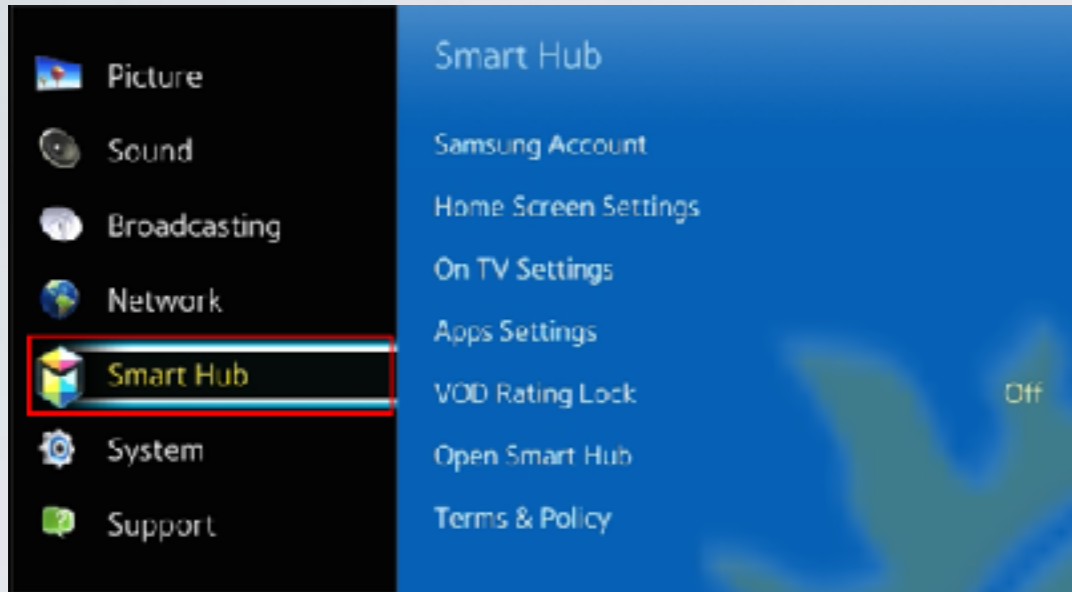 Picture
Sound
Broadcasting
Network
Smart Hub
System
Support
Smart Hub
Samsung Account
Home Screen Settings
On TV Settings
Apps Settings
VOD Rating Lock Off
Open Smart Hub
Terms & Policy